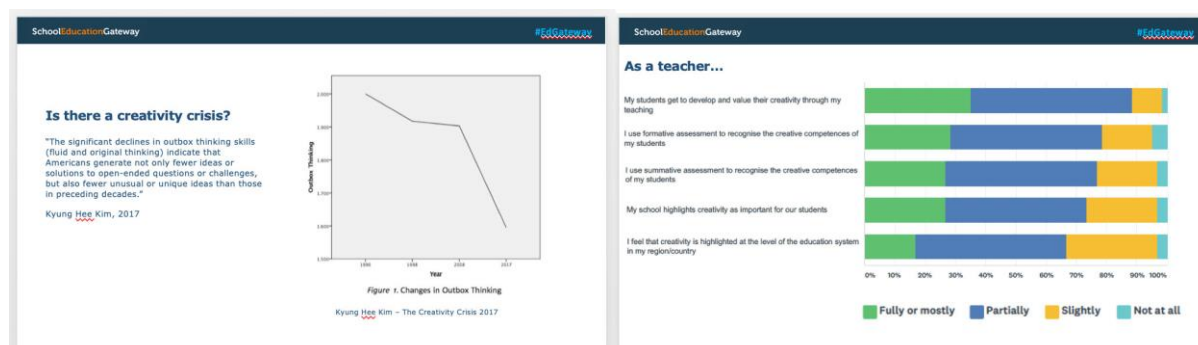 SchoolEducationGateway
#EdGateway
Is there a creativity crisis?
"The significant declines in outbox thinking skills
(fluid and original thinking) indicate that
Americans generate not only fewer ideas or
solutions to open-ended questions or challenges,
but also fewer unusual or unique ideas than those
in preceding decades."
Kyung Hee Kim, 2017
Outbox Thinking
Year
Figure 1. Changes in Outbox Thinking
Kyung Hee Kim – The Creativity Crisis 2017
SchoolEducationGateway
#EdGateway
As a teacher...
My students get to develop and value their creativity through my
teaching
I use formative assessment to recognise the creative competences of
my students
I use summative assessment to recognise the creative competences
of my students
My school highlights creativity as important for our students
I feel that creativity is highlighted at the level of the education system
in my region/country
0% 10% 20% 30% 40% 50% 60% 70% 80% 90% 100%
Fully or mostly Partially Slightly Not at all